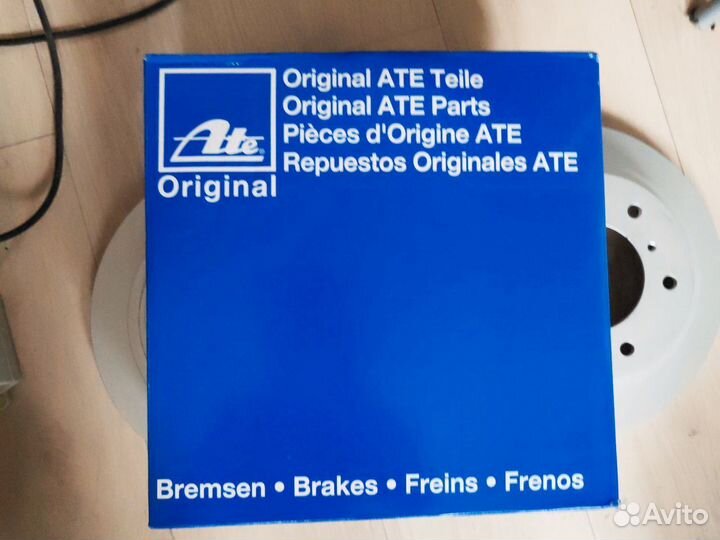 Original ATE Teile
Original ATE Parts
Pièces d'Origine ATE
Repuestos Originales ATE
Ate®
Original
Bremsen • Brakes • Freins • Frenos
Avito